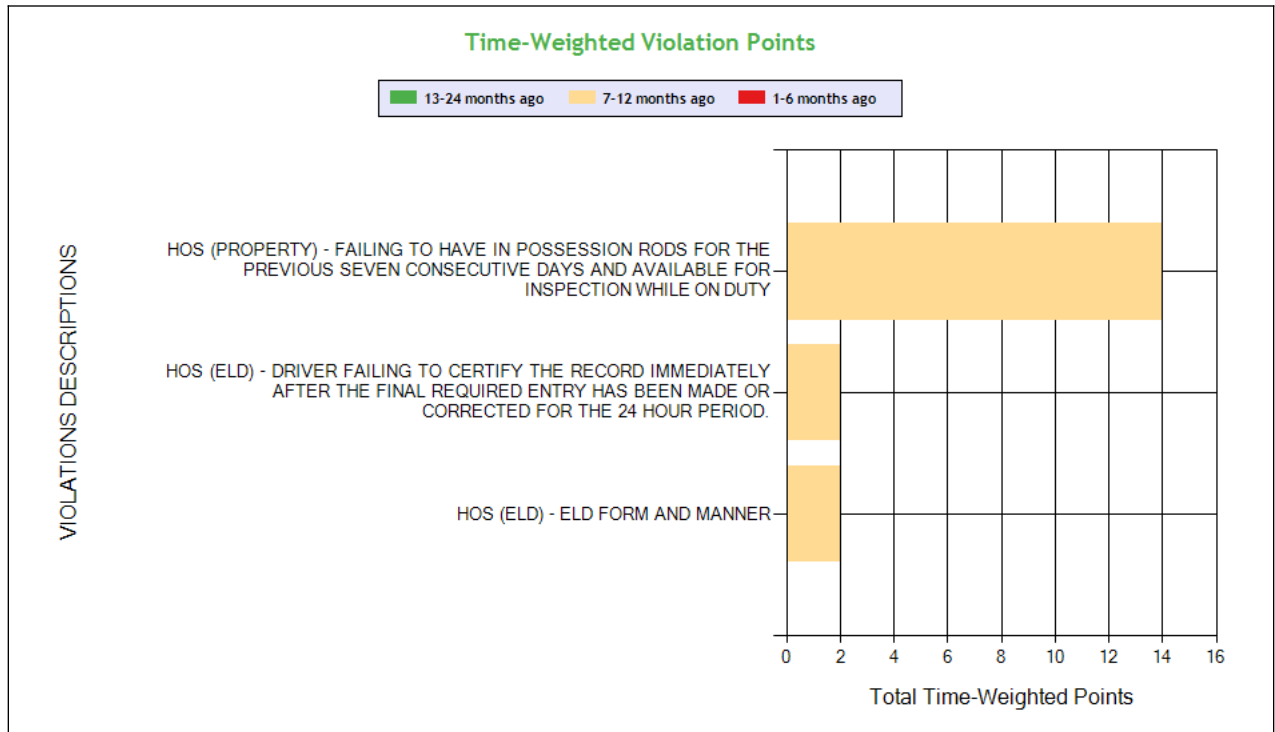 Time-Weighted Violation Points
13-24 months ago 7-12 months ago 1-6 months ago
VIOLATIONS DESCRIPTIONS
HOS (PROPERTY) - FAILING TO HAVE IN POSSESSION RODS FOR THE
PREVIOUS SEVEN CONSECUTIVE DAYS AND AVAILABLE FOR
INSPECTION WHILE ON DUTY
HOS (ELD) - DRIVER FAILING TO CERTIFY THE RECORD IMMEDIATELY
AFTER THE FINAL REQUIRED ENTRY HAS BEEN MADE OR
CORRECTED FOR THE 24 HOUR PERIOD.
HOS (ELD) - ELD FORM AND MANNER
0 2 4 6 8 10 12 14 16
Total Time-Weighted Points